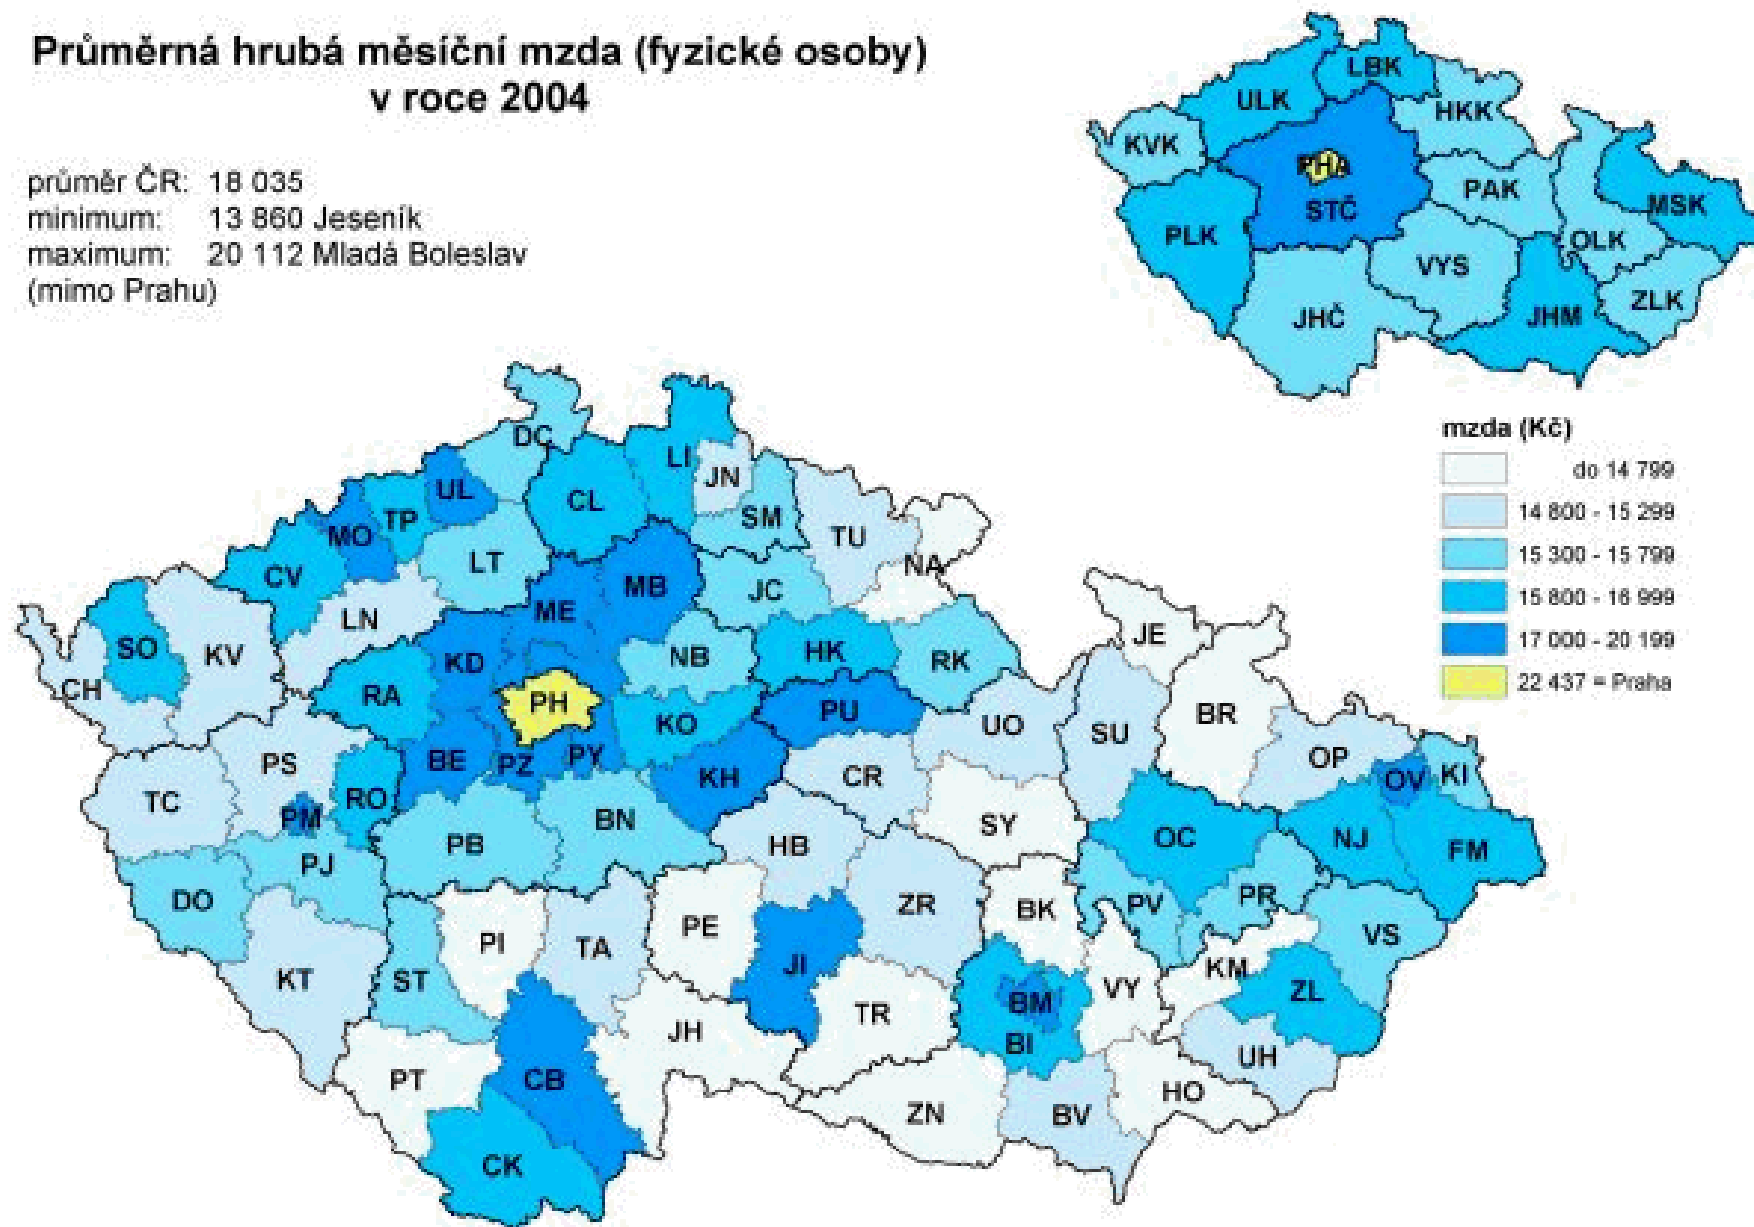 Průměrná hrubá měsíční mzda (fyzické osoby)
v roce 2004
průměr ČR: 18 035
minimum: 13 860 Jeseník
maximum: 20 112 Mladá Boleslav
(mimo Prahu)
LBK
ULK
HKK
KVK
PHA
PAK
STČ
MSK
PLK
OLK
VYS
ZLK
JHČ
JHM
mzda (Kč)
do 14 799
14 800 - 15 299
15 300 - 15 799
15 800 - 16 999
17 000 - 20 199
22 437 = Praha
DC
LI
JN
UL
CL
SM
TP
MO
TU
LT
NA
CV
MB
JC
ME
LN
JE
SO
KV
KD
NB
HK
RK
CH
RA
PH
KO
PU
UO
SU
BR
PS
BE
PZ
PY
KH
CR
OP
OV
KI
TC
RO
PM
BN
SY
PB
HB
OC
NJ
FM
PJ
DO
ZR
BK
PV
PR
PI
TA
PE
VS
KT
ST
JI
KM
BM
VY
ZL
TR
JH
BI
UH
PT
CB
HO
ZN
BV
CK